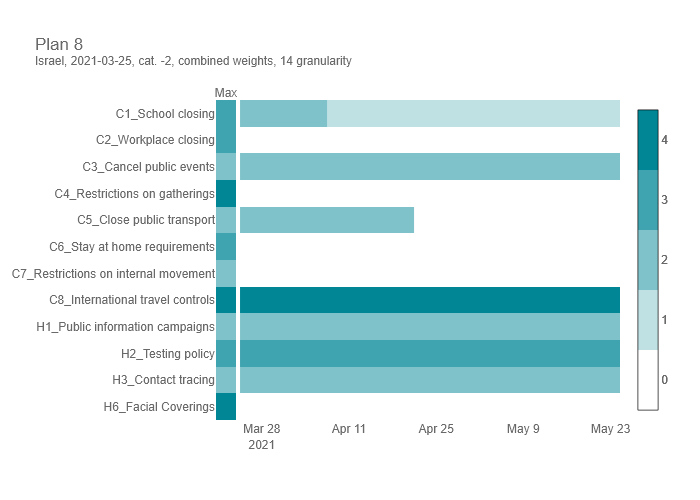 Plan 8
Israel, 2021-03-25, cat. -2, combined weights, 14 granularity
Max
C1_School closing
C2_Workplace closing
C3_Cancel public events
C4_Restrictions on gatherings
C5_Close public transport
C6_Stay at home requirements
C7_Restrictions on internal movement
C8_International travel controls
H1_Public information campaigns
H2_Testing policy
H3_Contact tracing
H6_Facial Coverings
4
3
2
1
0
Mar 28 Apr 11 Apr 25 May 9 May 23
2021